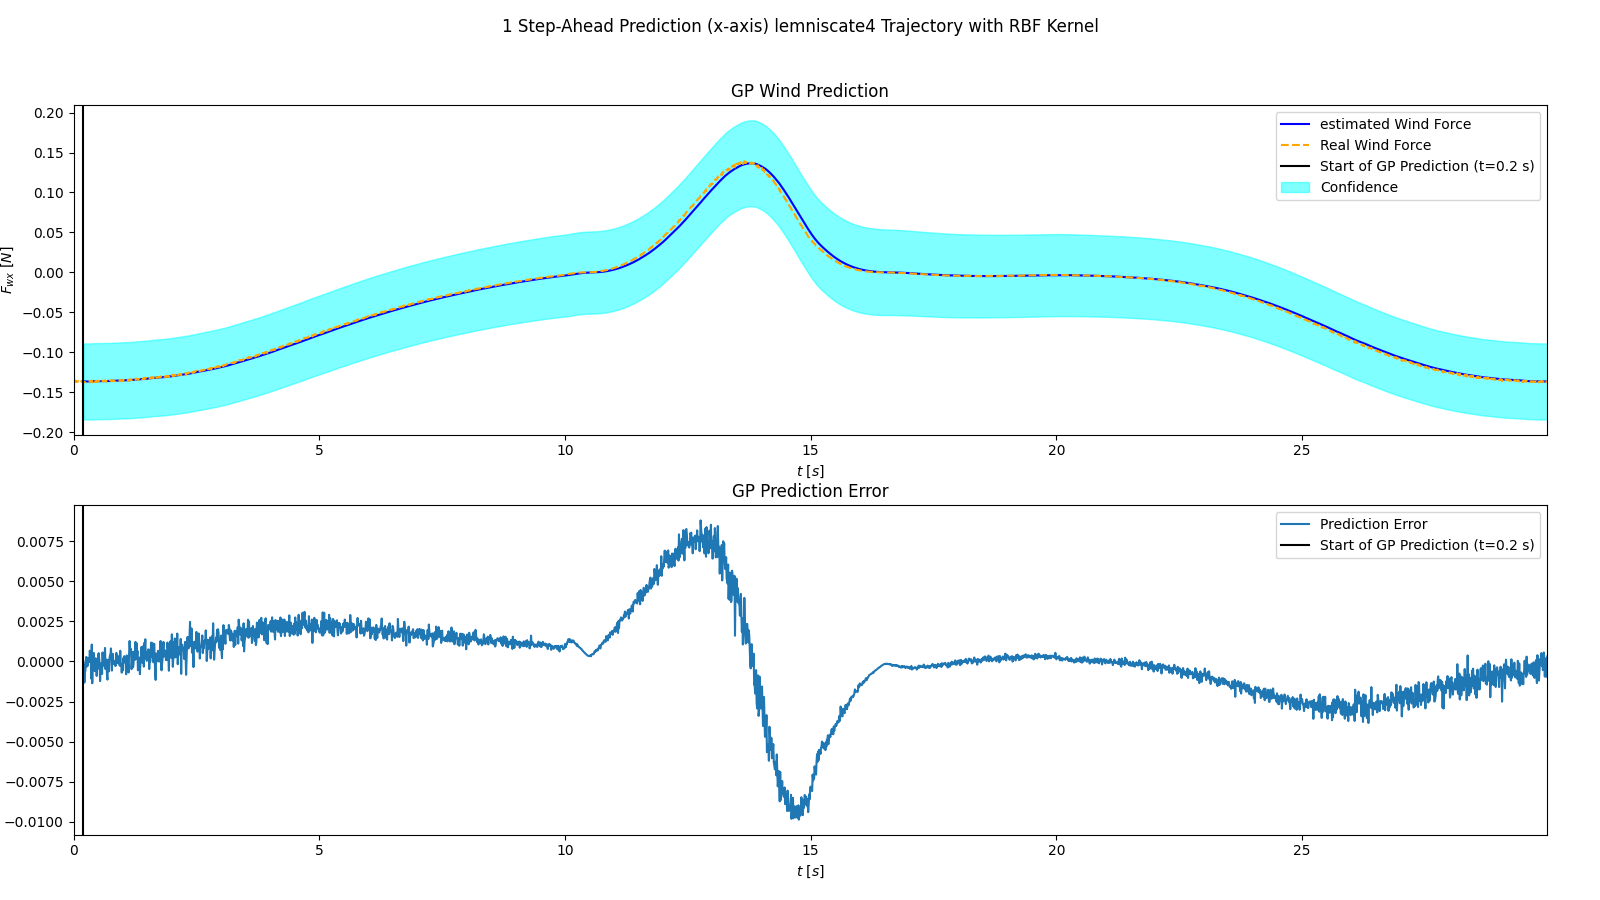 1 Step-Ahead Prediction (x-axis) lemniscate4 Trajectory with RBF Kernel
GP Wind Prediction
F_wx [N]
0.20
0.15
0.10
0.05
0.00
−0.05
−0.10
−0.15
−0.20
estimated Wind Force
Real Wind Force
Start of GP Prediction (t=0.2 s)
Confidence
0 5 10 15 20 25
t [s]
GP Prediction Error
0.0075
0.0050
0.0025
0.0000
−0.0025
−0.0050
−0.0075
−0.0100
Prediction Error
Start of GP Prediction (t=0.2 s)
0 5 10 15 20 25
t [s]